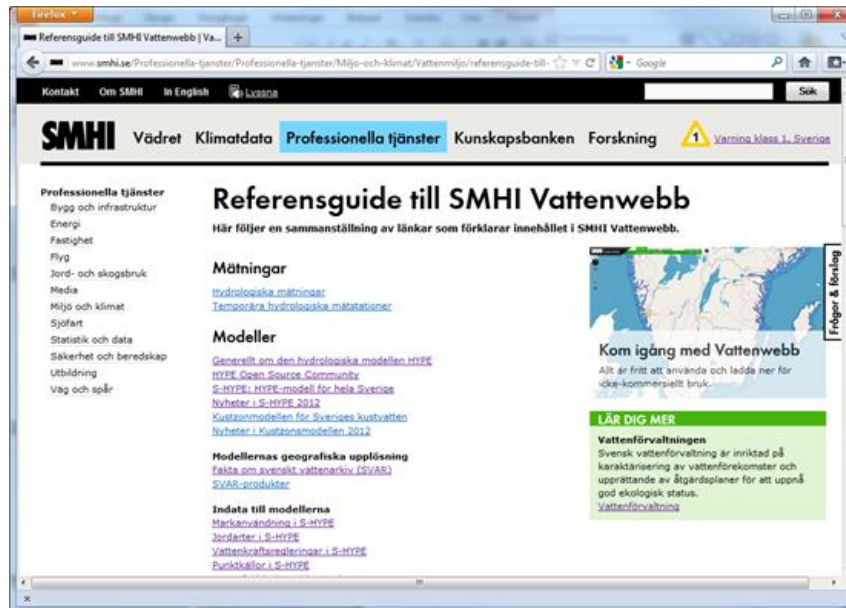 Firefox
Referensguide till SMHI Vattenwebb | Va...
www.smhi.se/Professionella-tjanster/Professionella-tjanster/Miljo-och-klimat/Vattenmiljo/referensguide-till-
Google
Kontakt Om SMHI In English Lyssna
Sök
SMHI Vädret Klimatdata Professionella tjänster Kunskapsbanken Forskning 1 Varning klass 1, Sverige
Professionella tjänster
Bygg och infrastruktur
Energi
Fastighet
Flyg
Jord- och skogsbruk
Media
Miljö och klimat
Sjöfart
Statistik och data
Säkerhet och beredskap
Utbildning
Väg och spår
Referensguide till SMHI Vattenwebb
Här följer en sammanställning av länkar som förklarar innehållet i SMHI Vattenwebb.
Mätningar
Hydrologiska mätningar
Temporära hydrologiska mätstationer
Modeller
Generellt om den hydrologiska modellen HYPE
HYPE Open Source Community
S-HYPE: HYPE-modell för hela Sverige
Nyheter i S-HYPE 2012
Kustzonmodellen för Sveriges kustvatten
Nyheter i Kustzonsmodellen 2012
Modellernas geografiska upplösning
Fakta om svenskt vattenarkiv (SVAR)
SVAR-produkter
Indata till modellerna
Markanvändning i S-HYPE
Jordarter i S-HYPE
Vattenkraftsregleringar i S-HYPE
Punktkällor i S-HYPE
Frågor & förslag
Kom igång med Vattenwebb
Allt är fritt att använda och ladda ner för
icke-kommersiellt bruk.
LÄR DIG MER
Vattenförvaltningen
Svensk vattenförvaltning är inriktad på
karaktärisering av vattenförekomster och
upprättande av åtgärdsplaner för att uppnå
god ekologisk status.
Vattenförvaltning